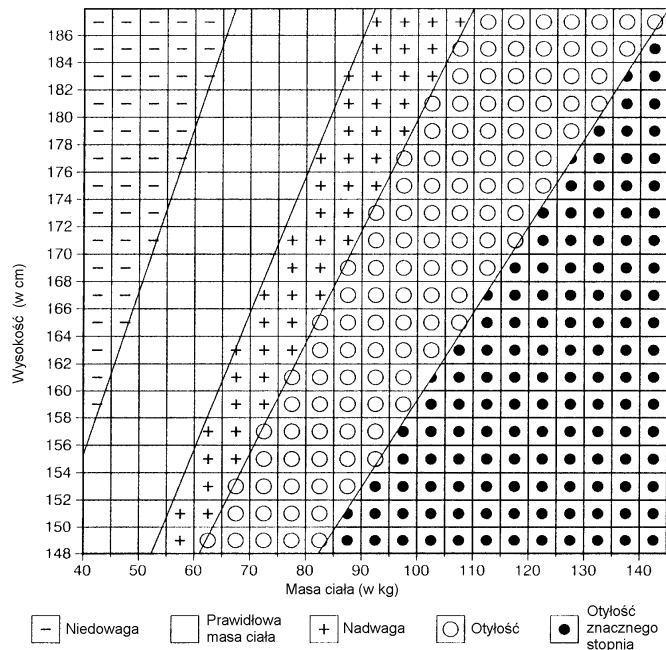 186
183
182
180
178
176
174
172
170
168
166
164
162
160
158
156
154
152
150
148
Wysokość (w cm)
40 50 60 70 80 90 100 110 120 130 140
Masa ciała (w kg)
Niedowaga
Prawidłowa
masa ciała
Nadwaga
Otyłość
Otyłość
znacznego
stopnia